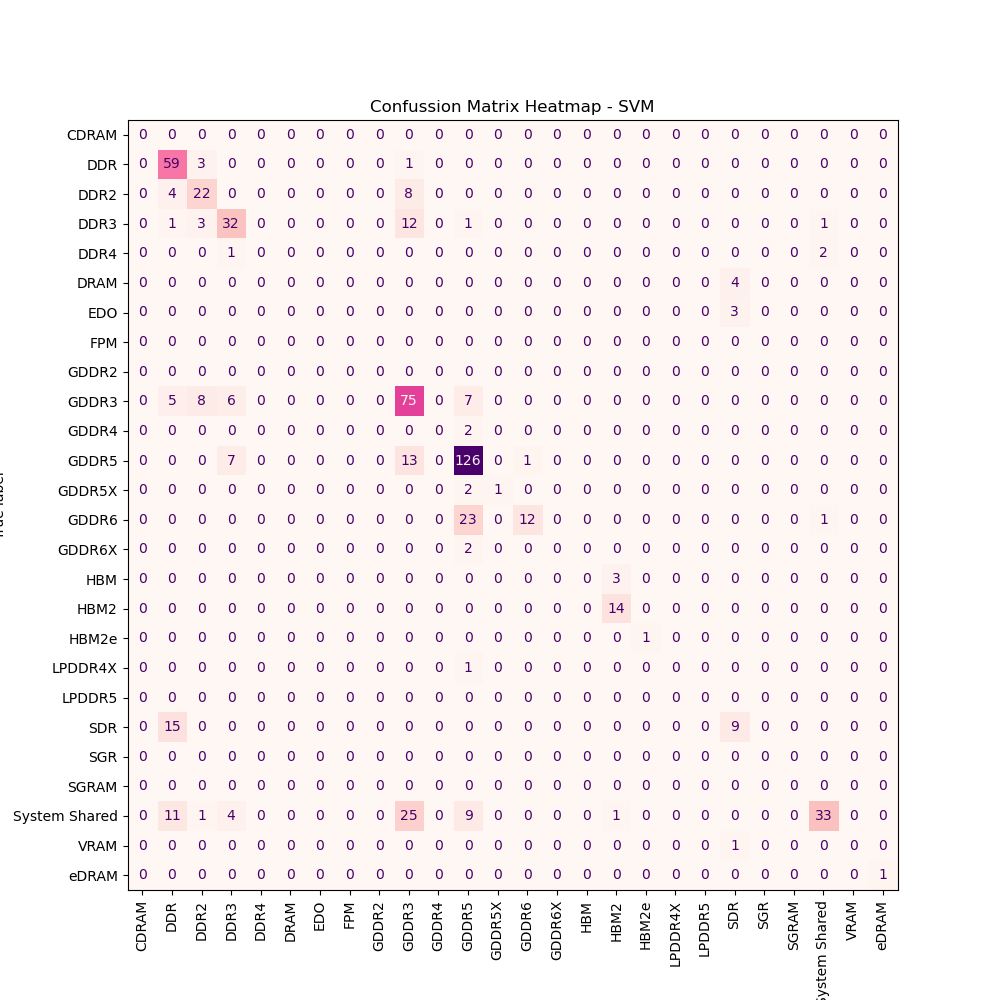 Confussion Matrix Heatmap - SVM
CDRAM 0 0 0 0 0 0 0 0 0 0 0 0 0 0 0 0 0 0 0 0 0 0 0 0 0 0
DDR 0 59 3 0 0 0 0 0 0 1 0 0 0 0 0 0 0 0 0 0 0 0 0 0 0 0
DDR2 0 4 22 0 0 0 0 0 0 8 0 0 0 0 0 0 0 0 0 0 0 0 0 0 0 0
DDR3 0 1 3 32 0 0 0 0 0 12 0 1 0 0 0 0 0 0 0 0 0 0 0 1 0 0
DDR4 0 0 0 1 0 0 0 0 0 0 0 0 0 0 0 0 0 0 0 0 0 0 0 2 0 0
DRAM 0 0 0 0 0 0 0 0 0 0 0 0 0 0 0 0 0 0 0 0 4 0 0 0 0 0
EDO 0 0 0 0 0 0 0 0 0 0 0 0 0 0 0 0 0 0 0 0 3 0 0 0 0 0
FPM 0 0 0 0 0 0 0 0 0 0 0 0 0 0 0 0 0 0 0 0 0 0 0 0 0 0
GDDR2 0 0 0 0 0 0 0 0 0 0 0 0 0 0 0 0 0 0 0 0 0 0 0 0 0 0
GDDR3 0 5 8 6 0 0 0 0 0 75 0 7 0 0 0 0 0 0 0 0 0 0 0 0 0 0
GDDR4 0 0 0 0 0 0 0 0 0 0 0 2 0 0 0 0 0 0 0 0 0 0 0 0 0 0
GDDR5 0 0 0 7 0 0 0 0 0 13 0 126 0 1 0 0 0 0 0 0 0 0 0 0 0 0
GDDR5X 0 0 0 0 0 0 0 0 0 0 0 2 1 0 0 0 0 0 0 0 0 0 0 0 0 0
GDDR6 0 0 0 0 0 0 0 0 0 0 0 23 0 12 0 0 0 0 0 0 0 0 0 1 0 0
GDDR6X 0 0 0 0 0 0 0 0 0 0 0 2 0 0 0 0 0 0 0 0 0 0 0 0 0 0
HBM 0 0 0 0 0 0 0 0 0 0 0 0 0 0 0 0 3 0 0 0 0 0 0 0 0 0
HBM2 0 0 0 0 0 0 0 0 0 0 0 0 0 0 0 0 14 0 0 0 0 0 0 0 0 0
HBM2e 0 0 0 0 0 0 0 0 0 0 0 0 0 0 0 0 0 1 0 0 0 0 0 0 0 0
LPDDR4X 0 0 0 0 0 0 0 0 0 0 0 1 0 0 0 0 0 0 0 0 0 0 0 0 0 0
LPDDR5 0 0 0 0 0 0 0 0 0 0 0 0 0 0 0 0 0 0 0 0 0 0 0 0 0 0
SDR 0 15 0 0 0 0 0 0 0 0 0 0 0 0 0 0 0 0 0 0 9 0 0 0 0 0
SGR 0 0 0 0 0 0 0 0 0 0 0 0 0 0 0 0 0 0 0 0 0 0 0 0 0 0
SGRAM 0 0 0 0 0 0 0 0 0 0 0 0 0 0 0 0 0 0 0 0 0 0 0 0 0 0
System Shared 0 11 1 4 0 0 0 0 0 25 0 9 0 0 0 0 1 0 0 0 0 0 0 33 0 0
VRAM 0 0 0 0 0 0 0 0 0 0 0 0 0 0 0 0 0 0 0 0 1 0 0 0 0 0
eDRAM 0 0 0 0 0 0 0 0 0 0 0 0 0 0 0 0 0 0 0 0 0 0 0 0 0 1
CDRAM
DDR
DDR2
DDR3
DDR4
DRAM
EDO
FPM
GDDR2
GDDR3
GDDR4
GDDR5
GDDR5X
GDDR6
GDDR6X
HBM
HBM2
HBM2e
LPDDR4X
LPDDR5
SDR
SGR
SGRAM
System Shared
VRAM
eDRAM